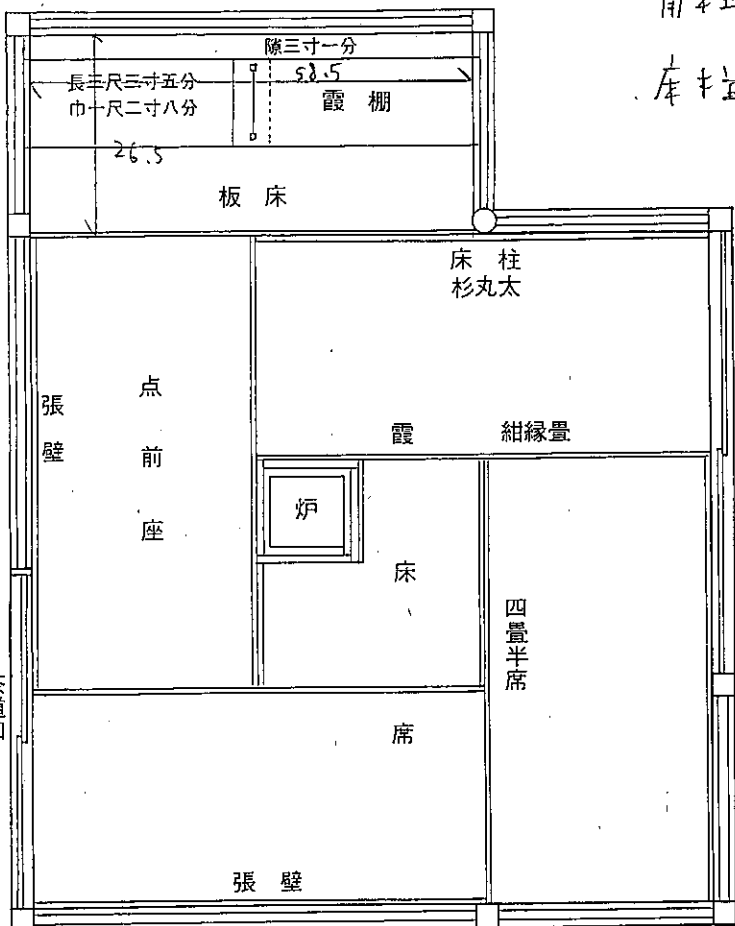 隙三寸一分
58.5
長三尺三寸五分
巾一尺二寸八分
霞棚
26.5
板床
床柱
杉丸太
点前座
張壁
霞
紺縁畳
炉
床
四畳半席
席
張壁